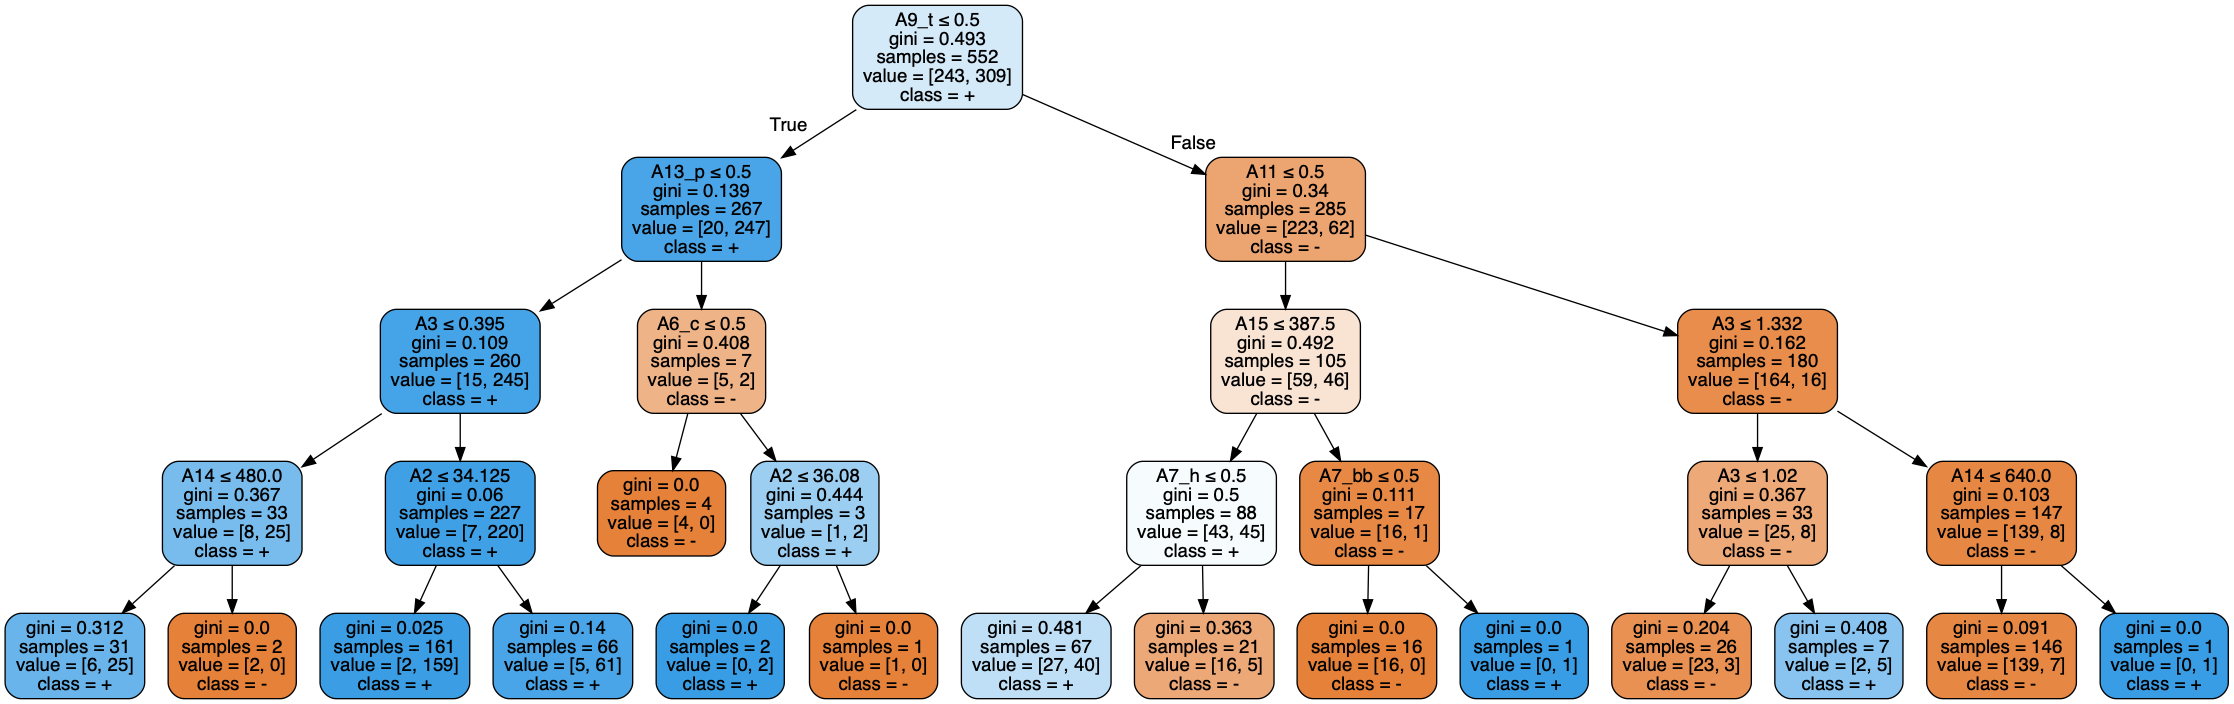 A9_t ≤ 0.5
gini = 0.493
samples = 552
value = [243, 309]
class = +
True
False
A13_p ≤ 0.5
gini = 0.139
samples = 267
value = [20, 247]
class = +
A11 ≤ 0.5
gini = 0.34
samples = 285
value = [223, 62]
class = -
A3 ≤ 0.395
gini = 0.109
samples = 260
value = [15, 245]
class = +
A6_c ≤ 0.5
gini = 0.408
samples = 7
value = [5, 2]
class = -
A15 ≤ 387.5
gini = 0.492
samples = 105
value = [59, 46]
class = -
A3 ≤ 1.332
gini = 0.162
samples = 180
value = [164, 16]
class = -
A14 ≤ 480.0
gini = 0.367
samples = 33
value = [8, 25]
class = +
A2 ≤ 34.125
gini = 0.06
samples = 227
value = [7, 220]
class = +
gini = 0.0
samples = 4
value = [4, 0]
class = -
A2 ≤ 36.08
gini = 0.444
samples = 3
value = [1, 2]
class = +
A7_h ≤ 0.5
gini = 0.5
samples = 88
value = [43, 45]
class = +
A7_bb ≤ 0.5
gini = 0.111
samples = 17
value = [16, 1]
class = -
A3 ≤ 1.02
gini = 0.367
samples = 33
value = [25, 8]
class = -
A14 ≤ 640.0
gini = 0.103
samples = 147
value = [139, 8]
class = -
gini = 0.312
samples = 31
value = [6, 25]
class = +
gini = 0.0
samples = 2
value = [2, 0]
class = -
gini = 0.025
samples = 161
value = [2, 159]
class = +
gini = 0.14
samples = 66
value = [5, 61]
class = +
gini = 0.0
samples = 2
value = [0, 2]
class = +
gini = 0.0
samples = 1
value = [1, 0]
class = -
gini = 0.481
samples = 67
value = [27, 40]
class = +
gini = 0.363
samples = 21
value = [16, 5]
class = -
gini = 0.0
samples = 16
value = [16, 0]
class = -
gini = 0.0
samples = 1
value = [0, 1]
class = +
gini = 0.204
samples = 26
value = [23, 3]
class = -
gini = 0.408
samples = 7
value = [2, 5]
class = +
gini = 0.091
samples = 146
value = [139, 7]
class = -
gini = 0.0
samples = 1
value = [0, 1]
class = +